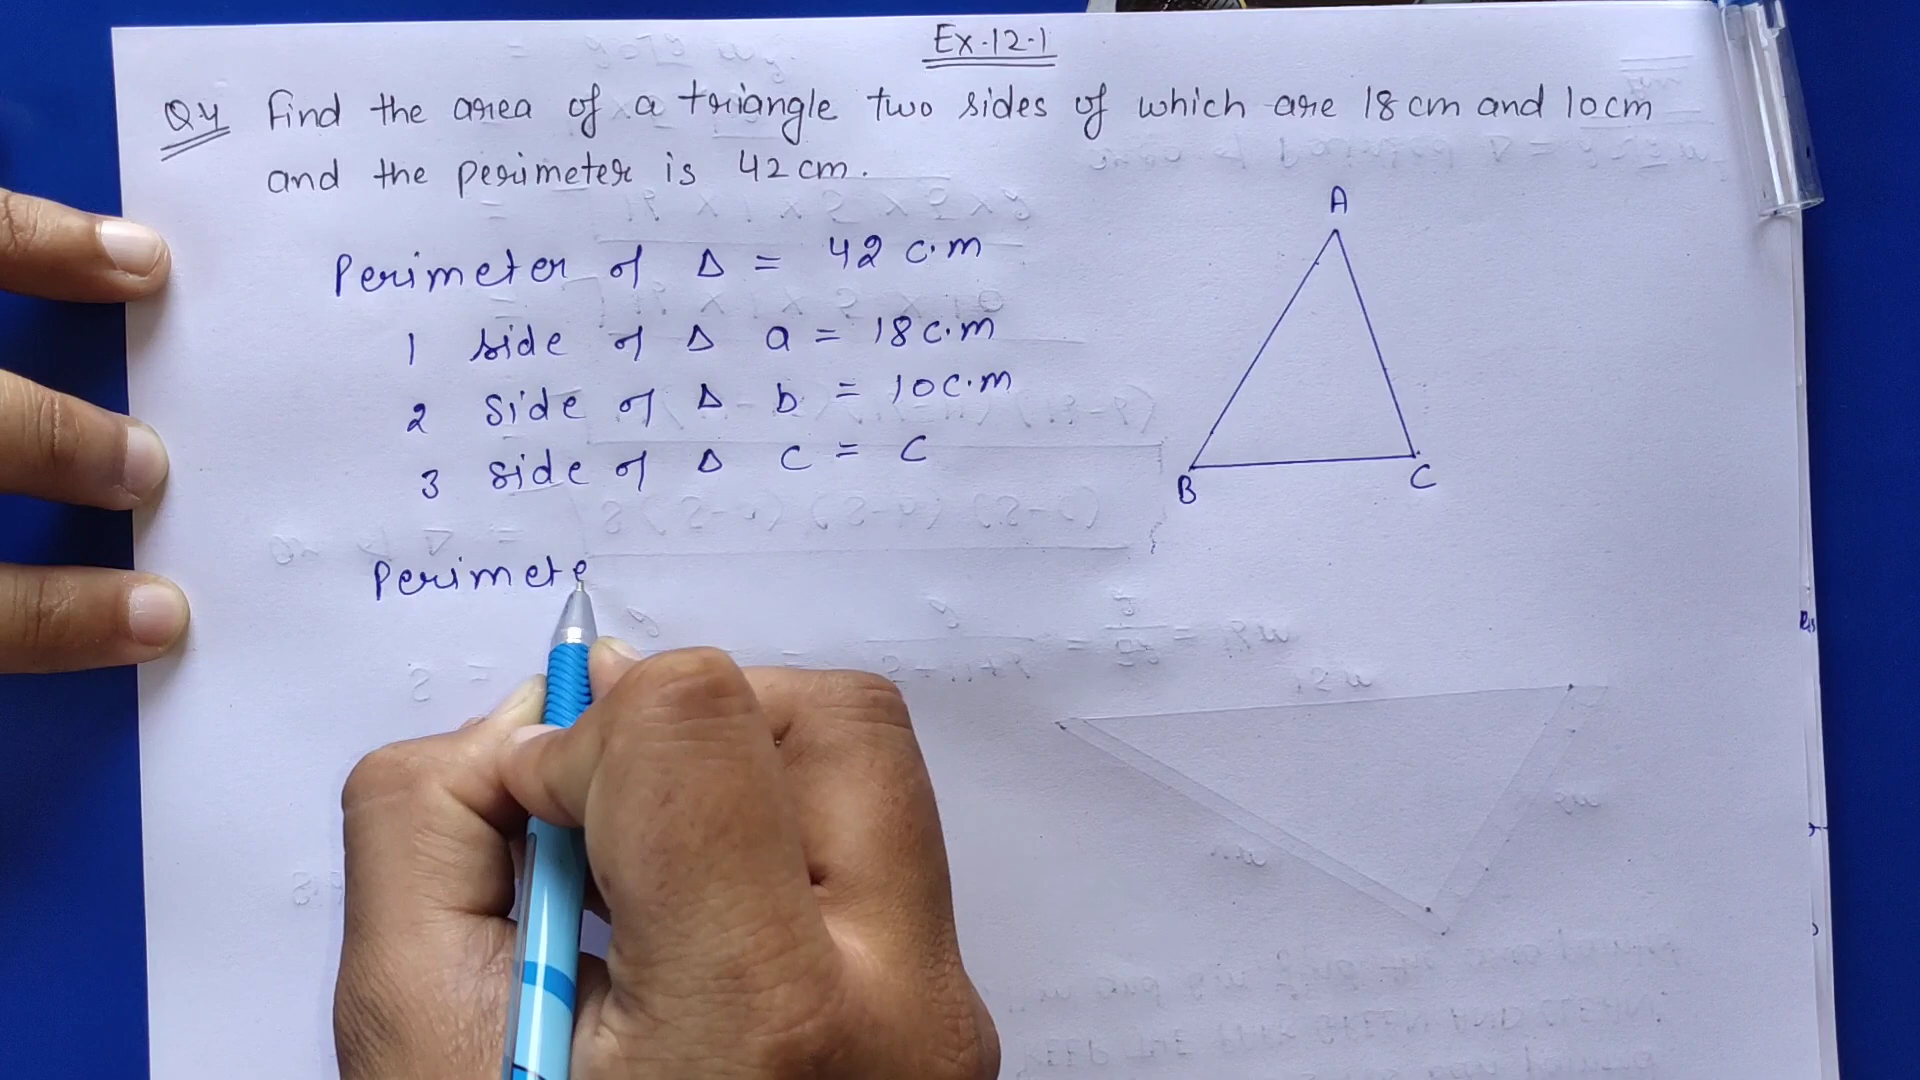 Ex.12.1
Q4 Find the area of a triangle two sides of which are 18 cm and 10 cm
and the perimeter is 42 cm.
A
Perimeter of Δ = 42 c.m
1 side of Δ a = 18 c.m
2 side of Δ b = 10 c.m
3 side of Δ c = c
B C
Perimete